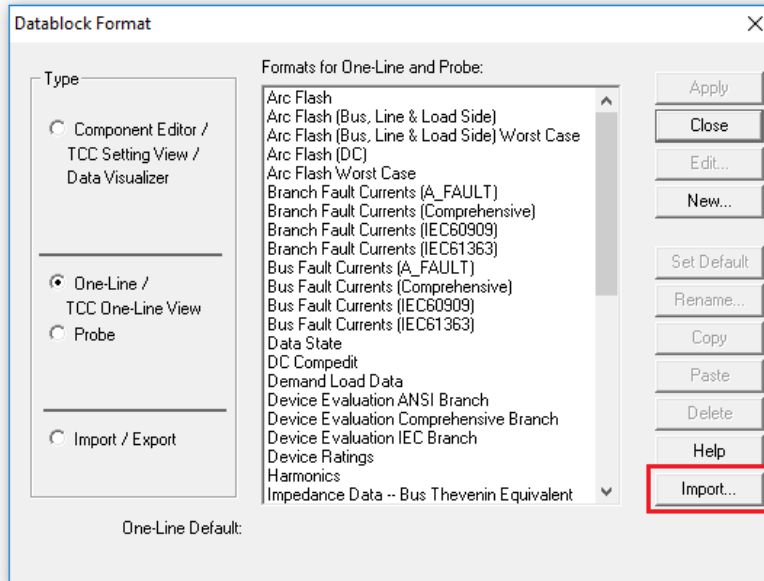 Datablock Format
Type
Component Editor /
TCC Setting View /
Data Visualizer
One-Line /
TCC One-Line View
Probe
Import / Export
Formats for One-Line and Probe:
Arc Flash
Arc Flash (Bus, Line & Load Side)
Arc Flash (Bus, Line & Load Side) Worst Case
Arc Flash (DC)
Arc Flash Worst Case
Branch Fault Currents (A_FAULT)
Branch Fault Currents (Comprehensive)
Branch Fault Currents (IEC60909)
Branch Fault Currents (IEC61363)
Bus Fault Currents (A_FAULT)
Bus Fault Currents (Comprehensive)
Bus Fault Currents (IEC60909)
Bus Fault Currents (IEC61363)
Data State
DC Compedit
Demand Load Data
Device Evaluation ANSI Branch
Device Evaluation Comprehensive Branch
Device Evaluation IEC Branch
Device Ratings
Harmonics
Impedance Data -- Bus Thevenin Equivalent
Apply
Close
Edit...
New...
Set Default
Rename...
Copy
Paste
Delete
Help
Import...
One-Line Default: